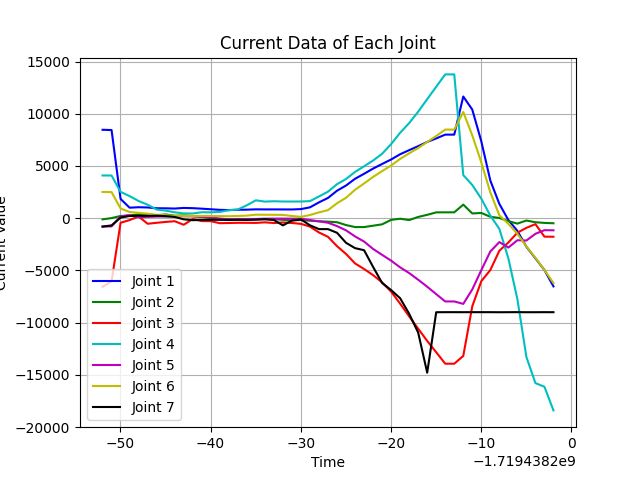 Current Data of Each Joint
15000
10000
5000
0
−5000
−10000
−15000
−20000
Current Value
Joint 1
Joint 2
Joint 3
Joint 4
Joint 5
Joint 6
Joint 7
−50
−40
−30
−20
−10
0
Time
−1.7194382e9